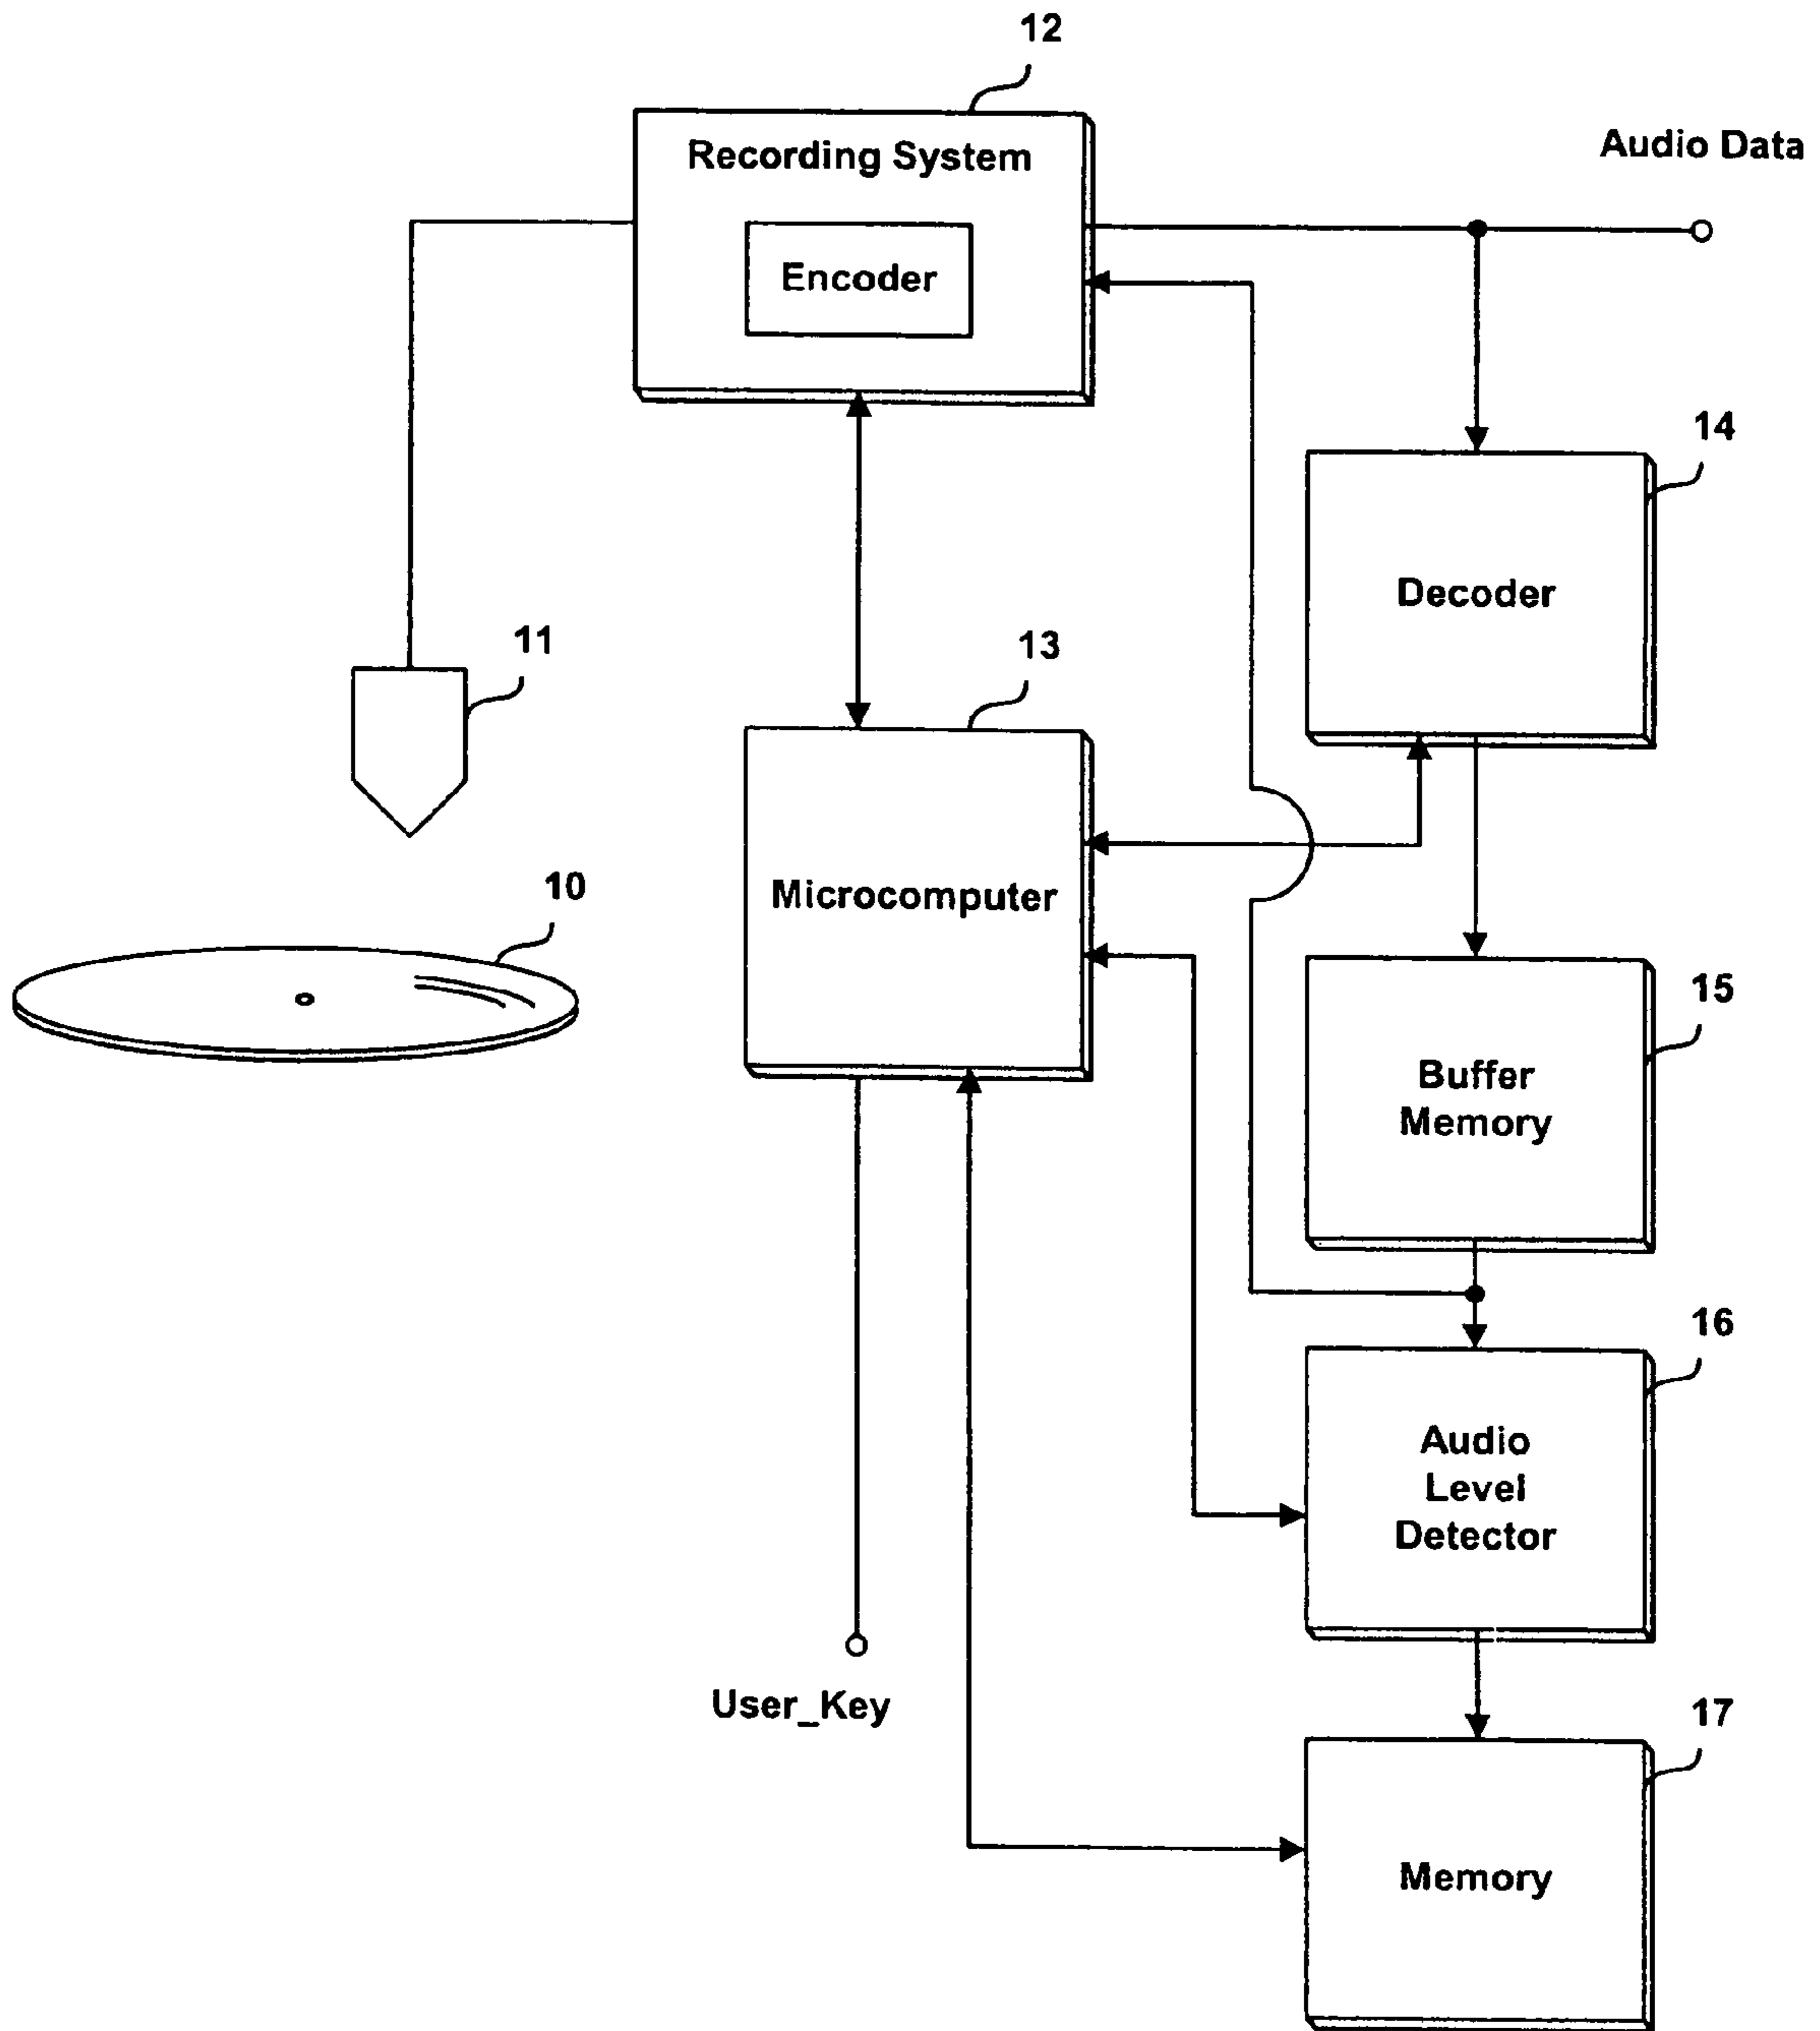 12
Recording System
Audio Data
Encoder
14
Decoder
11
13
Microcomputer
10
15
Buffer
Memory
16
Audio
Level
Detector
User_Key
17
Memory